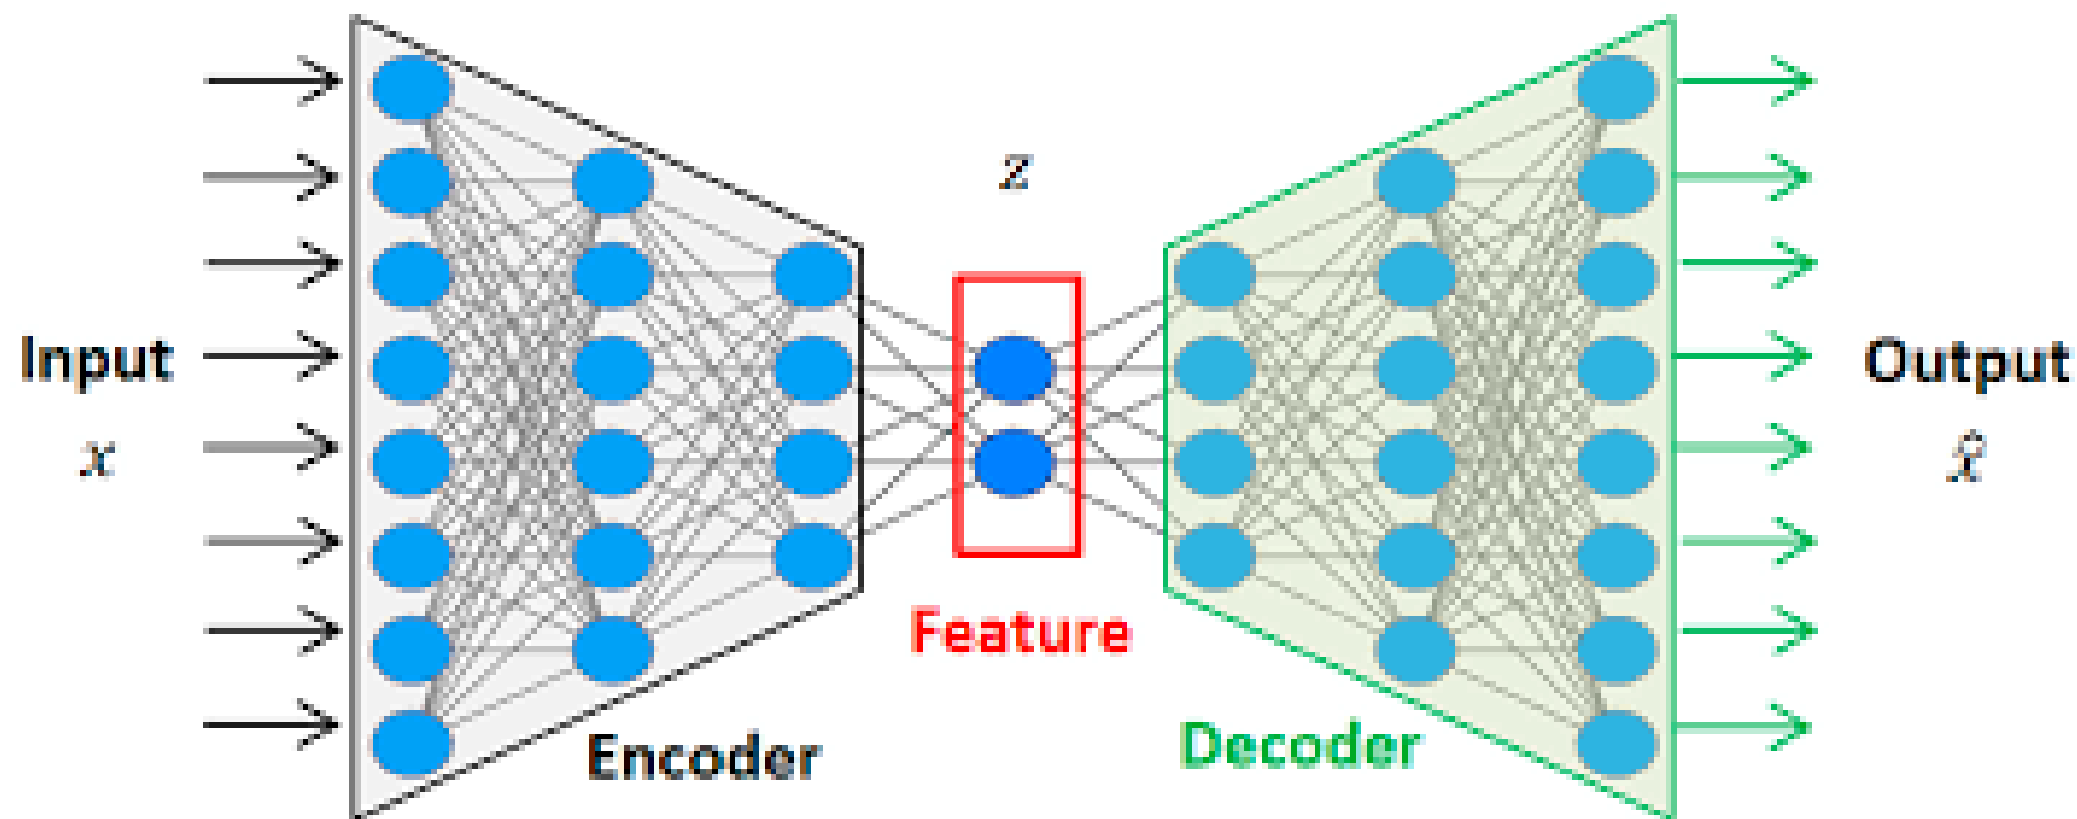 Input
x
Encoder
z
Feature
Decoder
Output
x̂